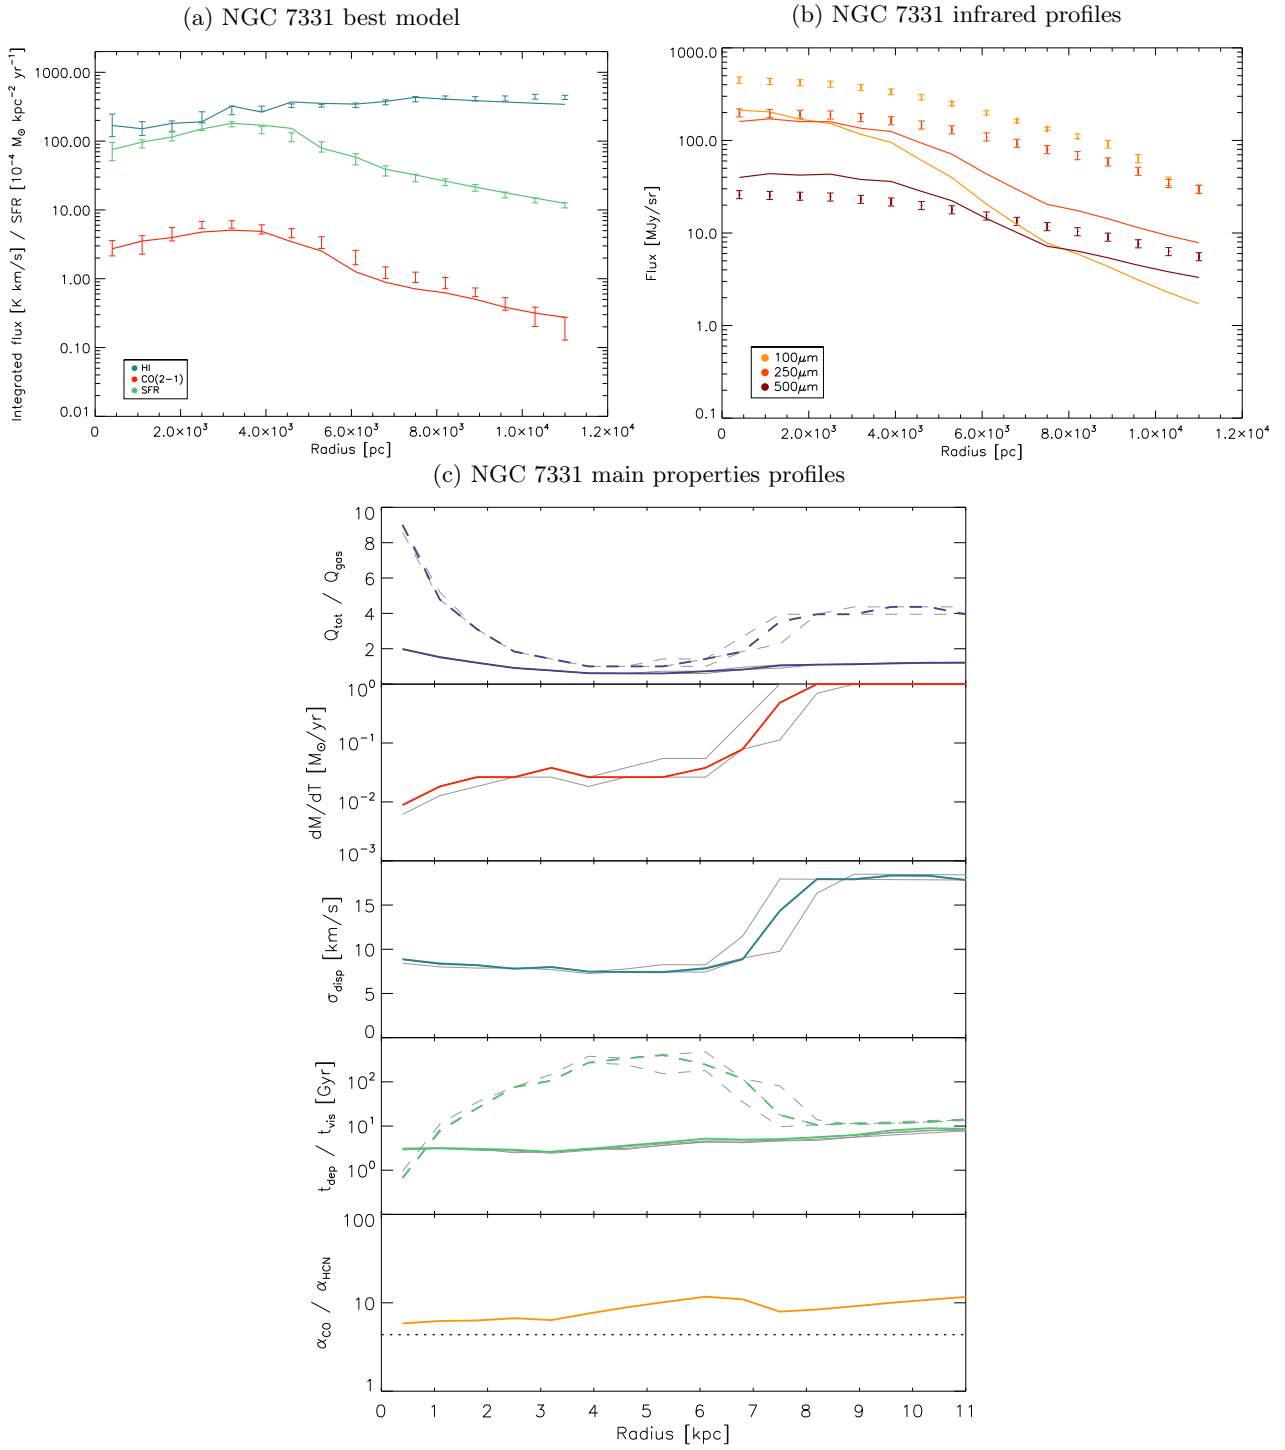 (a) NGC 7331 best model
Integrated flux [K km/s] / SFR [10⁻⁴ M⊙ kpc⁻² yr⁻¹]
1000.00
100.00
10.00
1.00
0.10
0.01
HI
CO(2−1)
SFR
0 2.0×10³ 4.0×10³ 6.0×10³ 8.0×10³ 1.0×10⁴ 1.2×10⁴
Radius [pc]
(b) NGC 7331 infrared profiles
Flux [MJy/sr]
1000.0
100.0
10.0
1.0
0.1
100μm
250μm
500μm
0 2.0×10³ 4.0×10³ 6.0×10³ 8.0×10³ 1.0×10⁴ 1.2×10⁴
Radius [pc]
(c) NGC 7331 main properties profiles
Q_tot / Q_gas
10
8
6
4
2
dM/dT [M⊙/yr]
10⁰
10⁻¹
10⁻²
10⁻³
σ_disp [km/s]
15
10
5
0
t_dep / t_vis [Gyr]
10²
10¹
10⁰
α_CO / α_HCN
100
10
1
0 1 2 3 4 5 6 7 8 9 10 11
Radius [kpc]